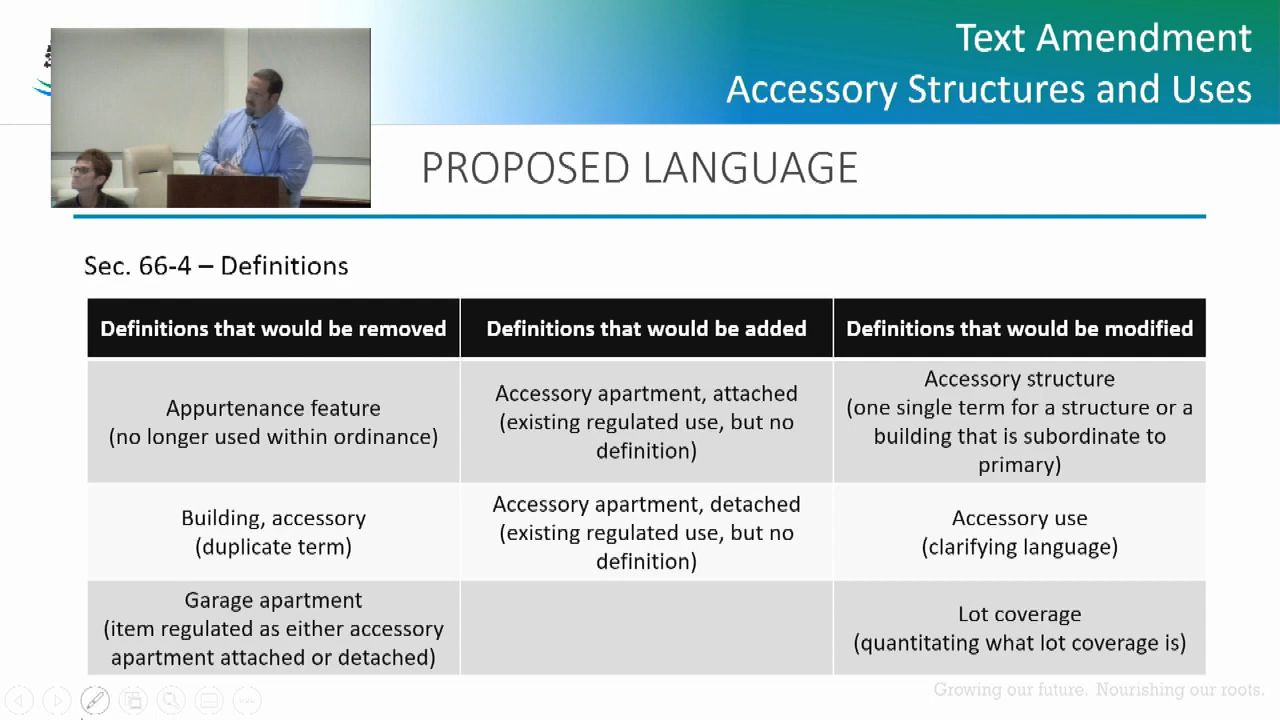 Text Amendment
Accessory Structures and Uses
PROPOSED LANGUAGE
Sec. 66-4 – Definitions
Definitions that would be removed
Definitions that would be added
Definitions that would be modified
Appurtenance feature
(no longer used within ordinance)
Accessory apartment, attached
(existing regulated use, but no
definition)
Accessory structure
(one single term for a structure or a
building that is subordinate to
primary)
Building, accessory
(duplicate term)
Accessory apartment, detached
(existing regulated use, but no
definition)
Accessory use
(clarifying language)
Garage apartment
(item regulated as either accessory
apartment attached or detached)
Lot coverage
(quantitating what lot coverage is)
Growing our future. Nourishing our roots.